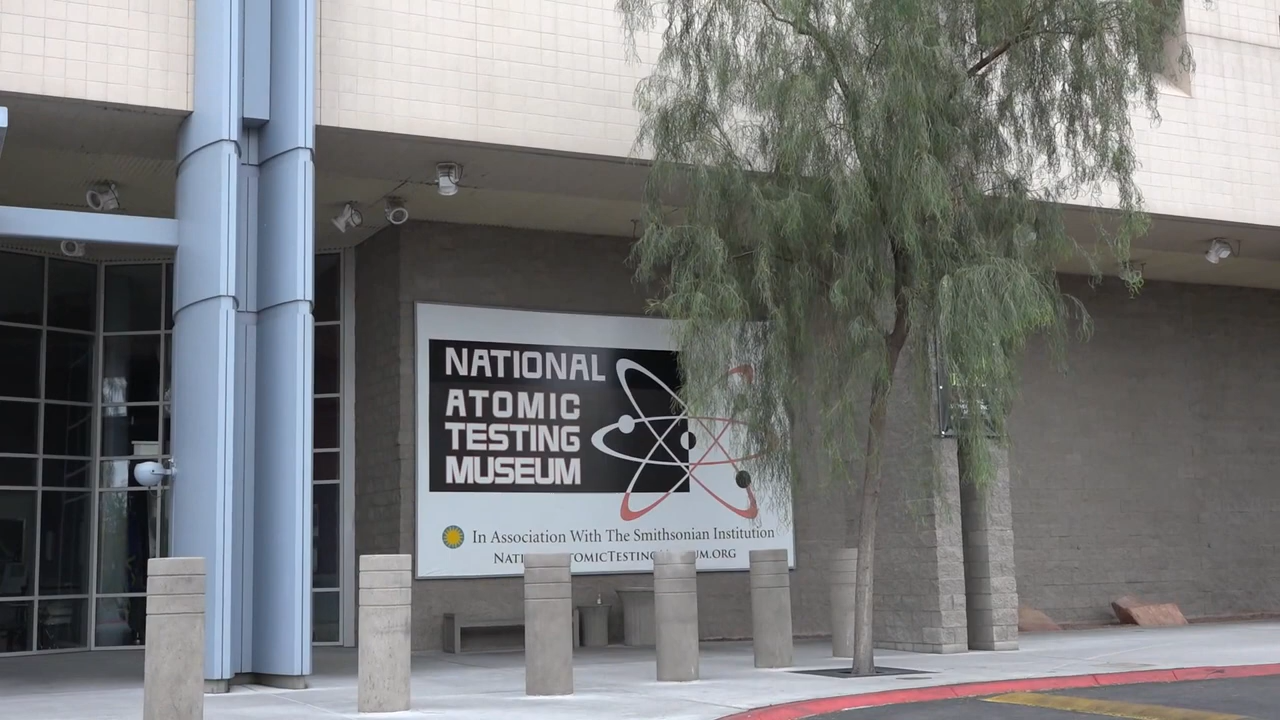 NATIONAL
ATOMIC
TESTING
MUSEUM
In Association With The Smithsonian Institution